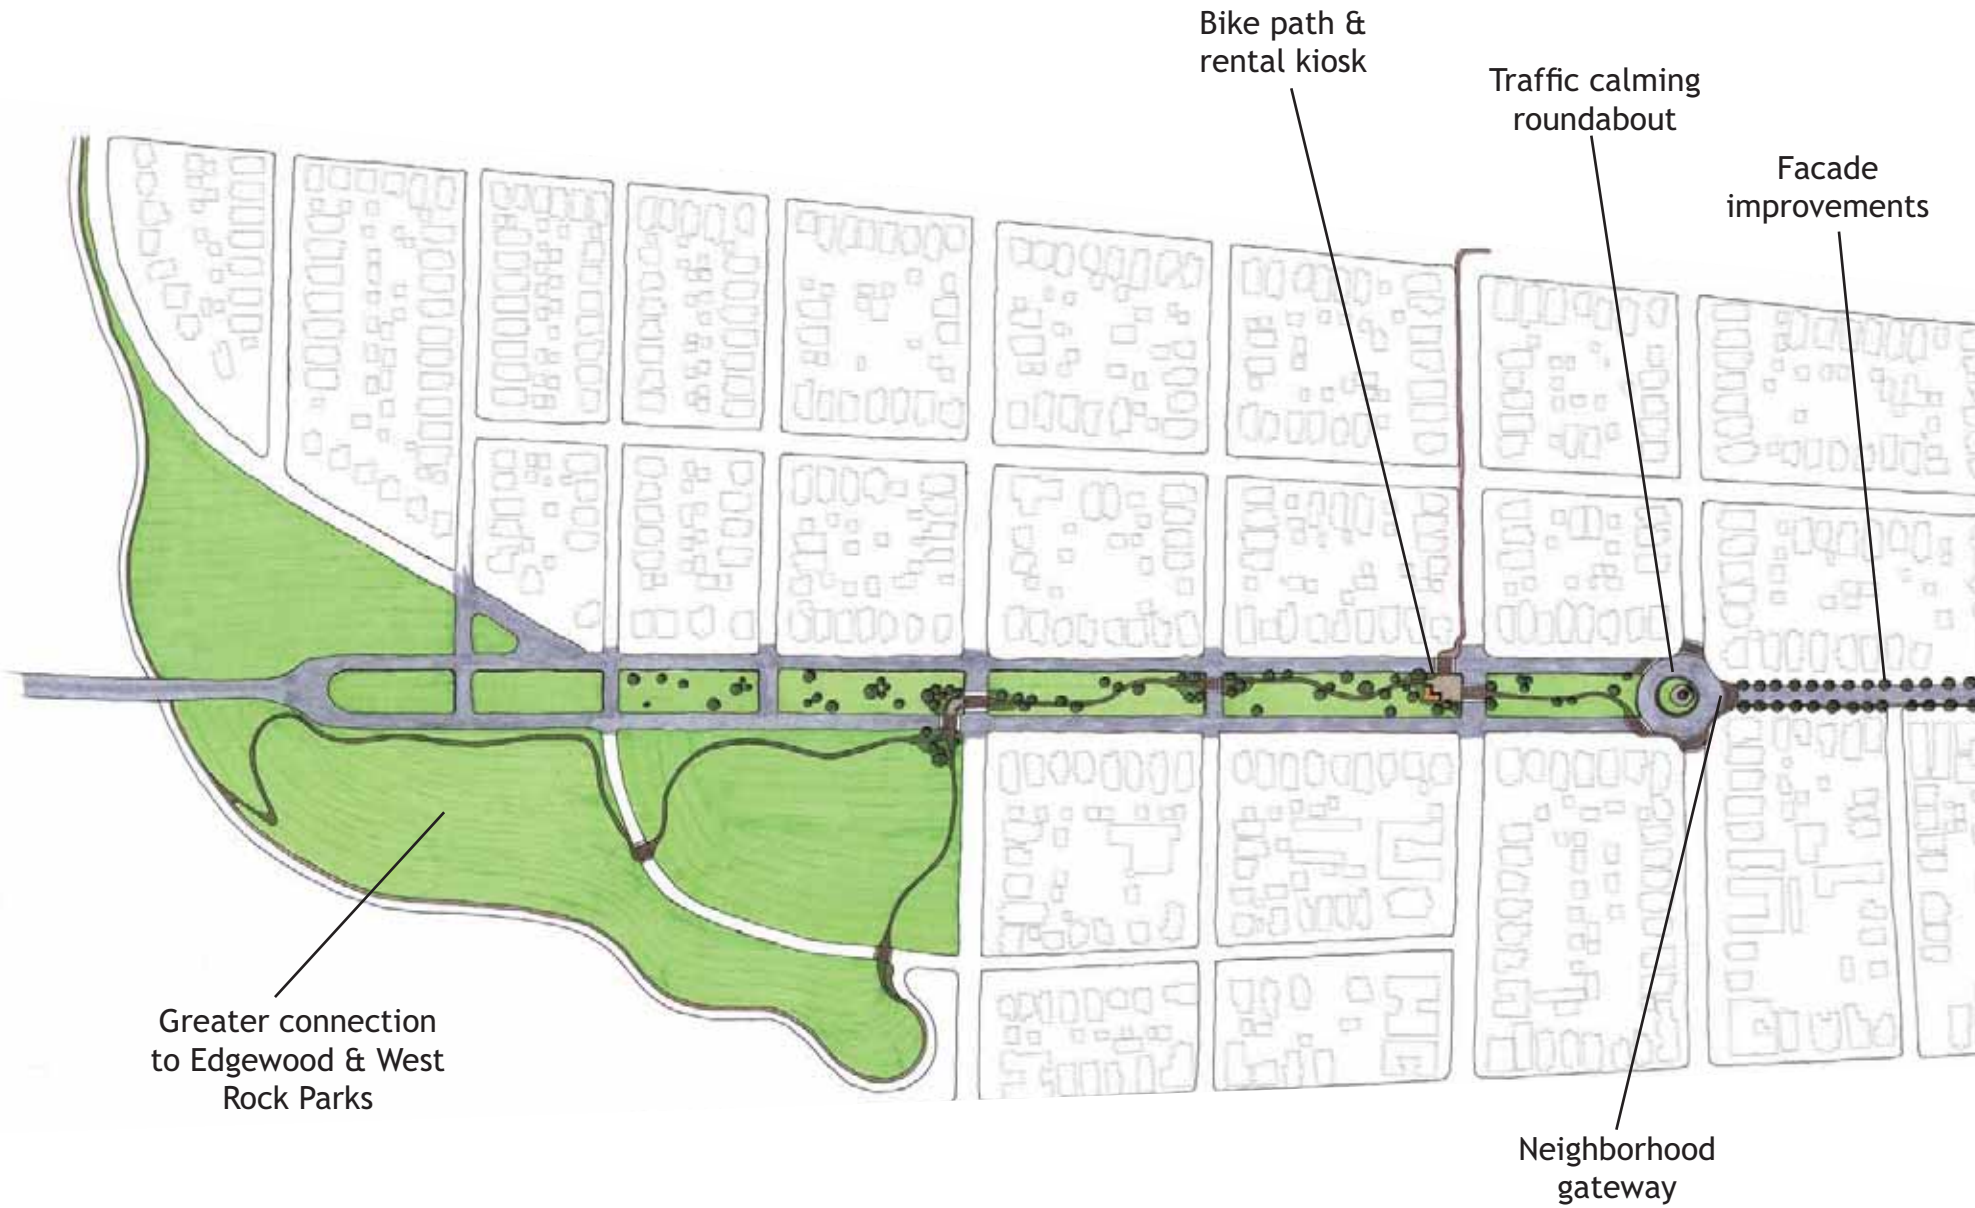 Bike path &
rental kiosk
Traffic calming
roundabout
Facade
improvements
Greater connection
to Edgewood & West
Rock Parks
Neighborhood
gateway